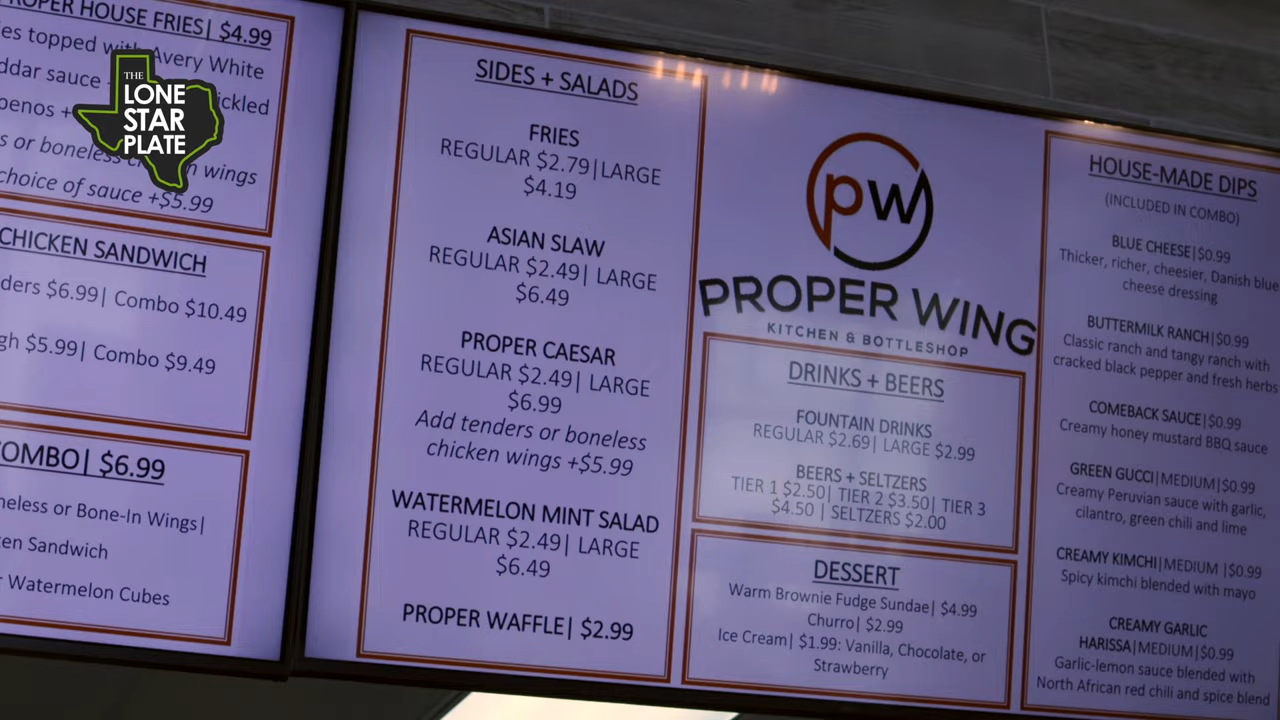 PROPER HOUSE FRIES| $4.99
topped with Avery White
ddar sauce
ickled
s or boneless
wings
choice of sauce +$5.99
THE
LONE
STAR
PLATE
CHICKEN SANDWICH
ders $6.99| Combo $10.49
gh $5.99| Combo $9.49
OMBO| $6.99
neless or Bone-In Wings|
ken Sandwich
r Watermelon Cubes
SIDES + SALADS
FRIES
REGULAR $2.79|LARGE
$4.19
ASIAN SLAW
REGULAR $2.49| LARGE
$6.49
PROPER CAESAR
REGULAR $2.49| LARGE
$6.99
Add tenders or boneless
chicken wings +$5.99
WATERMELON MINT SALAD
REGULAR $2.49| LARGE
$6.49
PROPER WAFFLE| $2.99
pw
PROPER WING
KITCHEN & BOTTLESHOP
DRINKS + BEERS
FOUNTAIN DRINKS
REGULAR $2.69| LARGE $2.99
BEERS + SELTZERS
TIER 1 $2.50| TIER 2 $3.50| TIER 3
$4.50 | SELTZERS $2.00
DESSERT
Warm Brownie Fudge Sundae| $4.99
Churro| $2.99
Ice Cream| $1.99: Vanilla, Chocolate, or
Strawberry
HOUSE-MADE DIPS
(INCLUDED IN COMBO)
BLUE CHEESE|$0.99
Thicker, richer, cheesier, Danish blue
cheese dressing
BUTTERMILK RANCH|$0.99
Classic ranch and tangy ranch with
cracked black pepper and fresh herbs
COMEBACK SAUCE|$0.99
Creamy honey mustard BBQ sauce
GREEN GUCCI|MEDIUM|$0.99
Creamy Peruvian sauce with garlic,
cilantro, green chili and lime
CREAMY KIMCHI|MEDIUM |$0.99
Spicy kimchi blended with mayo
CREAMY GARLIC
HARISSA|MEDIUM|$0.99
Garlic-lemon sauce blended with
North African red chili and spice blend